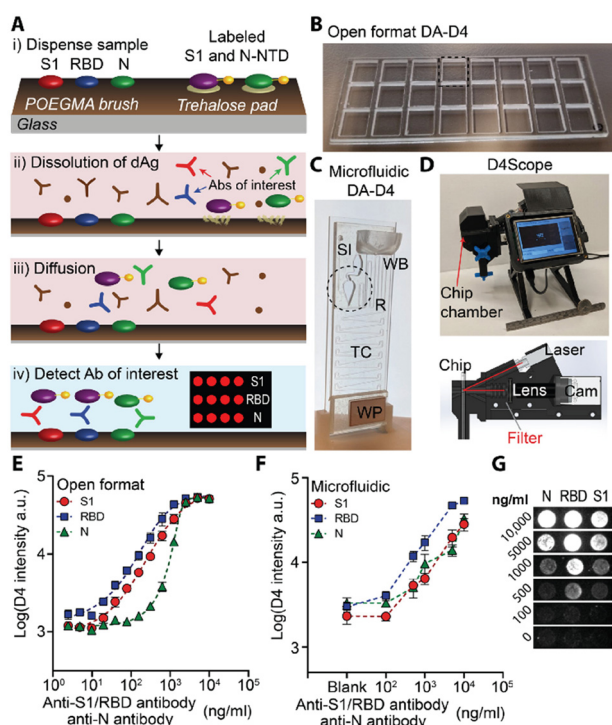 A
i) Dispense sample
S1 RBD N
Labeled
S1 and N-NTD
POEGMA brush
Trehalose pad
Glass
ii) Dissolution of dAg
Abs of interest
iii) Diffusion
iv) Detect Ab of interest
S1
RBD
N
B
Open format DA-D4
C
Microfluidic
DA-D4
SI
WB
R
TC
WP
D
D4Scope
Chip
chamber
Laser
Chip
Lens
Cam
Filter
E
Open format
S1
RBD
N
Log(D4 intensity a.u.)
5
4
3
10⁰ 10¹ 10² 10³ 10⁴ 10⁵
Anti-S1/RBD antibody
anti-N antibody
(ng/ml)
F
Microfluidic
S1
RBD
N
Log(D4 intensity a.u.)
5
4
3
Blank 10² 10³ 10⁴ 10⁵
Anti-S1/RBD antibody
anti-N antibody
(ng/ml)
G
ng/ml N RBD S1
10,000
5000
1000
500
100
0